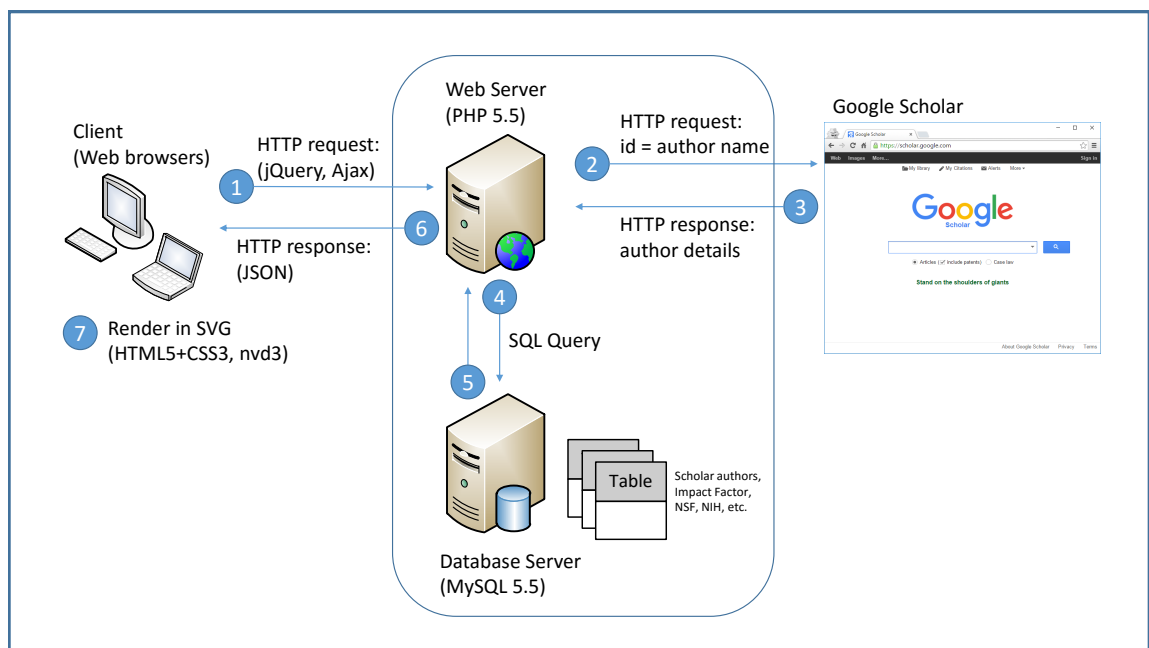 Client
(Web browsers)
HTTP request:
(jQuery, Ajax)
1
6
HTTP response:
(JSON)
7
Render in SVG
(HTML5+CSS3, nvd3)
Web Server
(PHP 5.5)
4
SQL Query
5
Table
Scholar authors,
Impact Factor,
NSF, NIH, etc.
Database Server
(MySQL 5.5)
HTTP request:
id = author name
2
3
HTTP response:
author details
Google Scholar
Google Scholar
https://scholar.google.com
Web Images More... Sign in
My library My Citations Alerts More
Google
Scholar
Articles (include patents) Case law
Stand on the shoulders of giants
About Google Scholar Privacy Terms